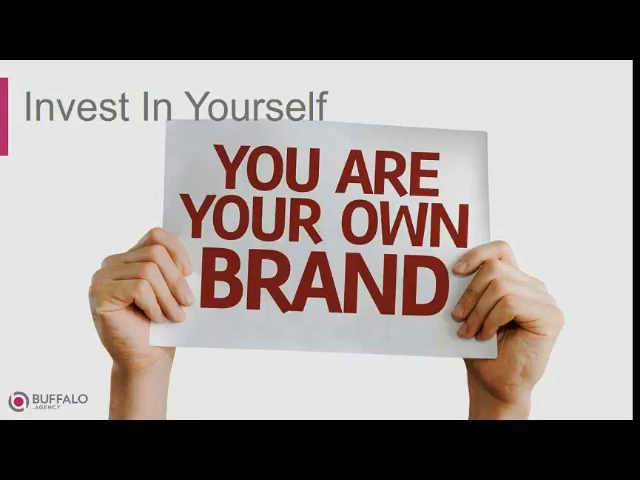 Invest In Yourself
YOU ARE
YOUR OWN
BRAND
BUFFALO
.AGENCY